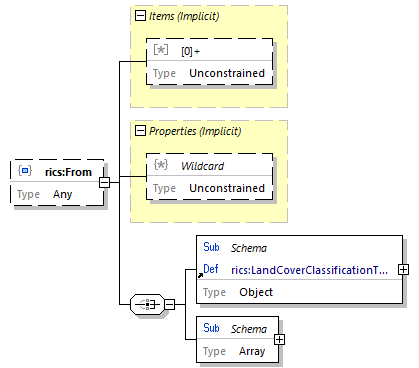 Items (Implicit)
[0]+
Type Unconstrained
Properties (Implicit)
Wildcard
Type Unconstrained
rics:From
Type Any
Sub Schema
Def rics:LandCoverClassificationT...
Type Object
Sub Schema
Type Array